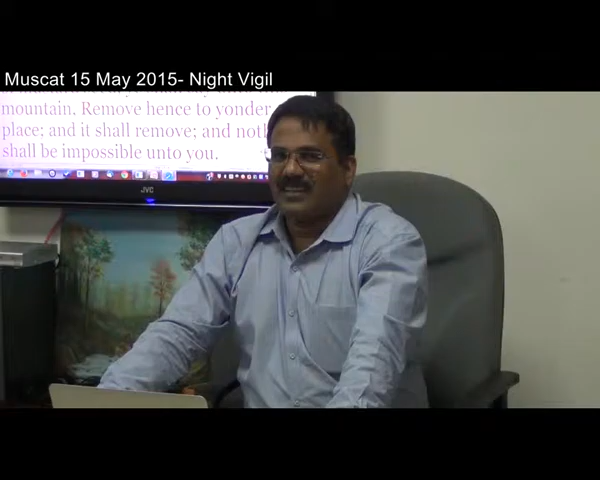 Muscat 15 May 2015- Night Vigil
mountain. Remove hence to yonder
place; and it shall remove; and noth
shall be impossible unto you.
JVC